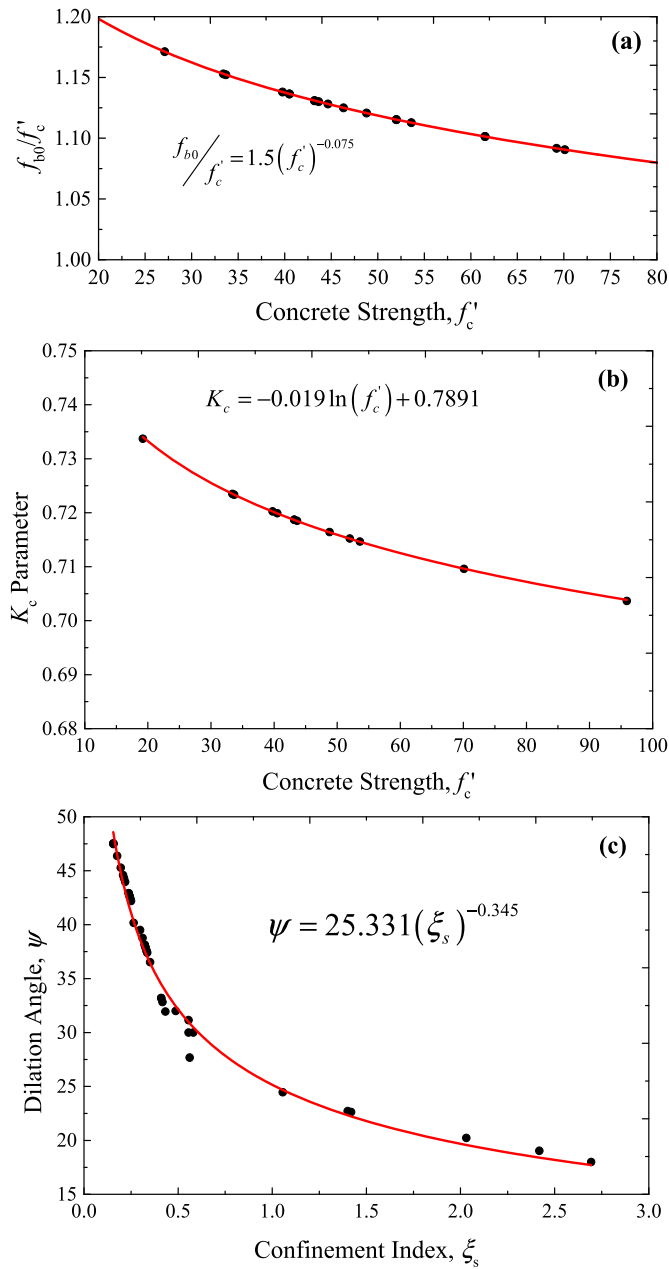 1.20
(a)
1.15
1.10
1.05
1.00
f_b0/f_c'
f_b0/f_c' = 1.5(f_c')^-0.075
20 25 30 35 40 45 50 55 60 65 70 75 80
Concrete Strength, f_c'
0.75
(b)
0.74
0.73
0.72
0.71
0.70
0.69
0.68
K_c Parameter
K_c = −0.019 ln(f_c') + 0.7891
10 20 30 40 50 60 70 80 90 100
Concrete Strength, f_c'
50
(c)
45
40
35
30
25
20
15
Dilation Angle, ψ
ψ = 25.331(ξ_s)^-0.345
0.0 0.5 1.0 1.5 2.0 2.5 3.0
Confinement Index, ξ_s